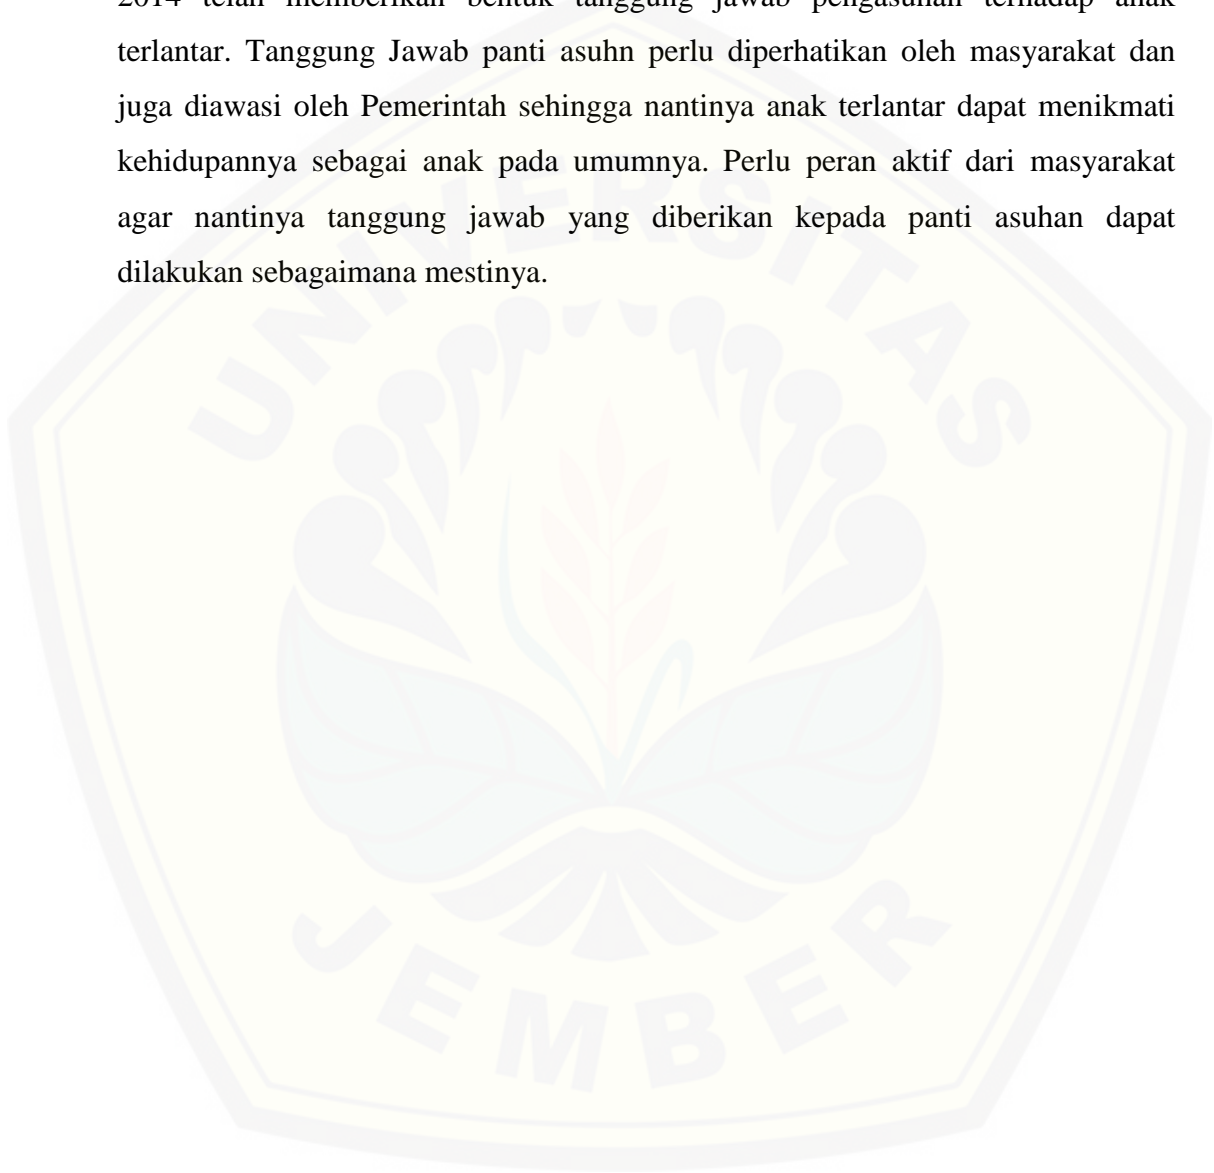 2014 telah memberikan bentuk tanggung jawab pengasuhan terhadap anak
terlantar. Tanggung Jawab panti asuhn perlu diperhatikan oleh masyarakat dan
juga diawasi oleh Pemerintah sehingga nantinya anak terlantar dapat menikmati
kehidupannya sebagai anak pada umumnya. Perlu peran aktif dari masyarakat
agar nantinya tanggung jawab yang diberikan kepada panti asuhan dapat
dilakukan sebagaimana mestinya.
UNIVERSITAS
JEMBER